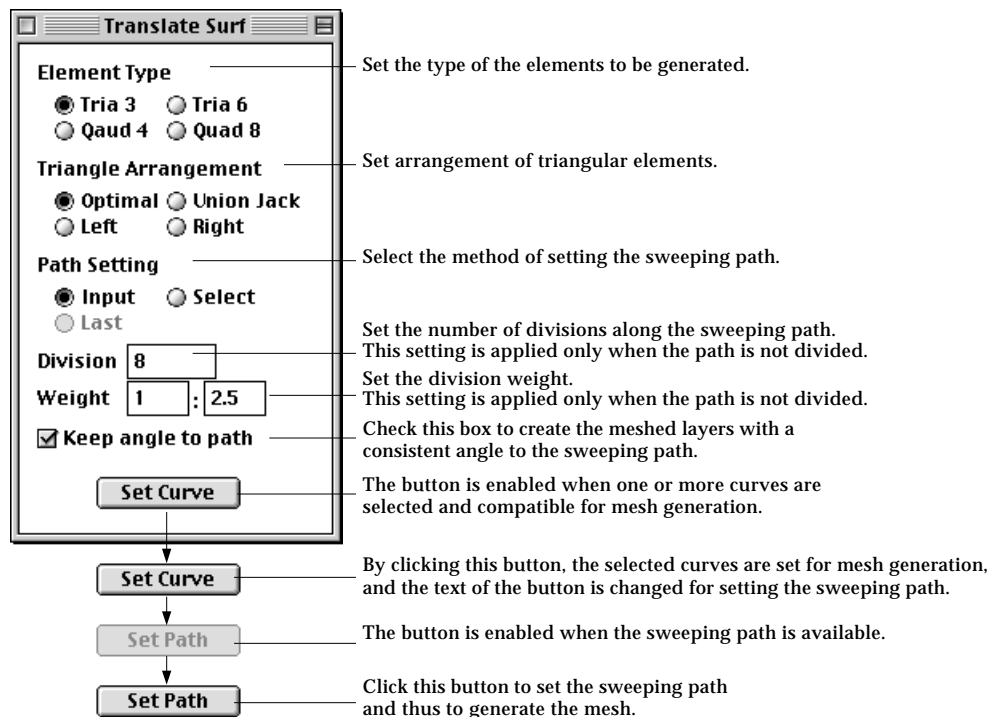 Translate Surf
Element Type
Set the type of the elements to be generated.
Tria 3 Tria 6
Qaud 4 Quad 8
Triangle Arrangement
Set arrangement of triangular elements.
Optimal Union Jack
Left Right
Path Setting
Select the method of setting the sweeping path.
Input Select
Last
Division 8
Set the number of divisions along the sweeping path.
This setting is applied only when the path is not divided.
Weight 1 : 2.5
Set the division weight.
This setting is applied only when the path is not divided.
Keep angle to path
Check this box to create the meshed layers with a
consistent angle to the sweeping path.
Set Curve
The button is enabled when one or more curves are
selected and compatible for mesh generation.
Set Curve
By clicking this button, the selected curves are set for mesh generation,
and the text of the button is changed for setting the sweeping path.
Set Path
The button is enabled when the sweeping path is available.
Set Path
Click this button to set the sweeping path
and thus to generate the mesh.